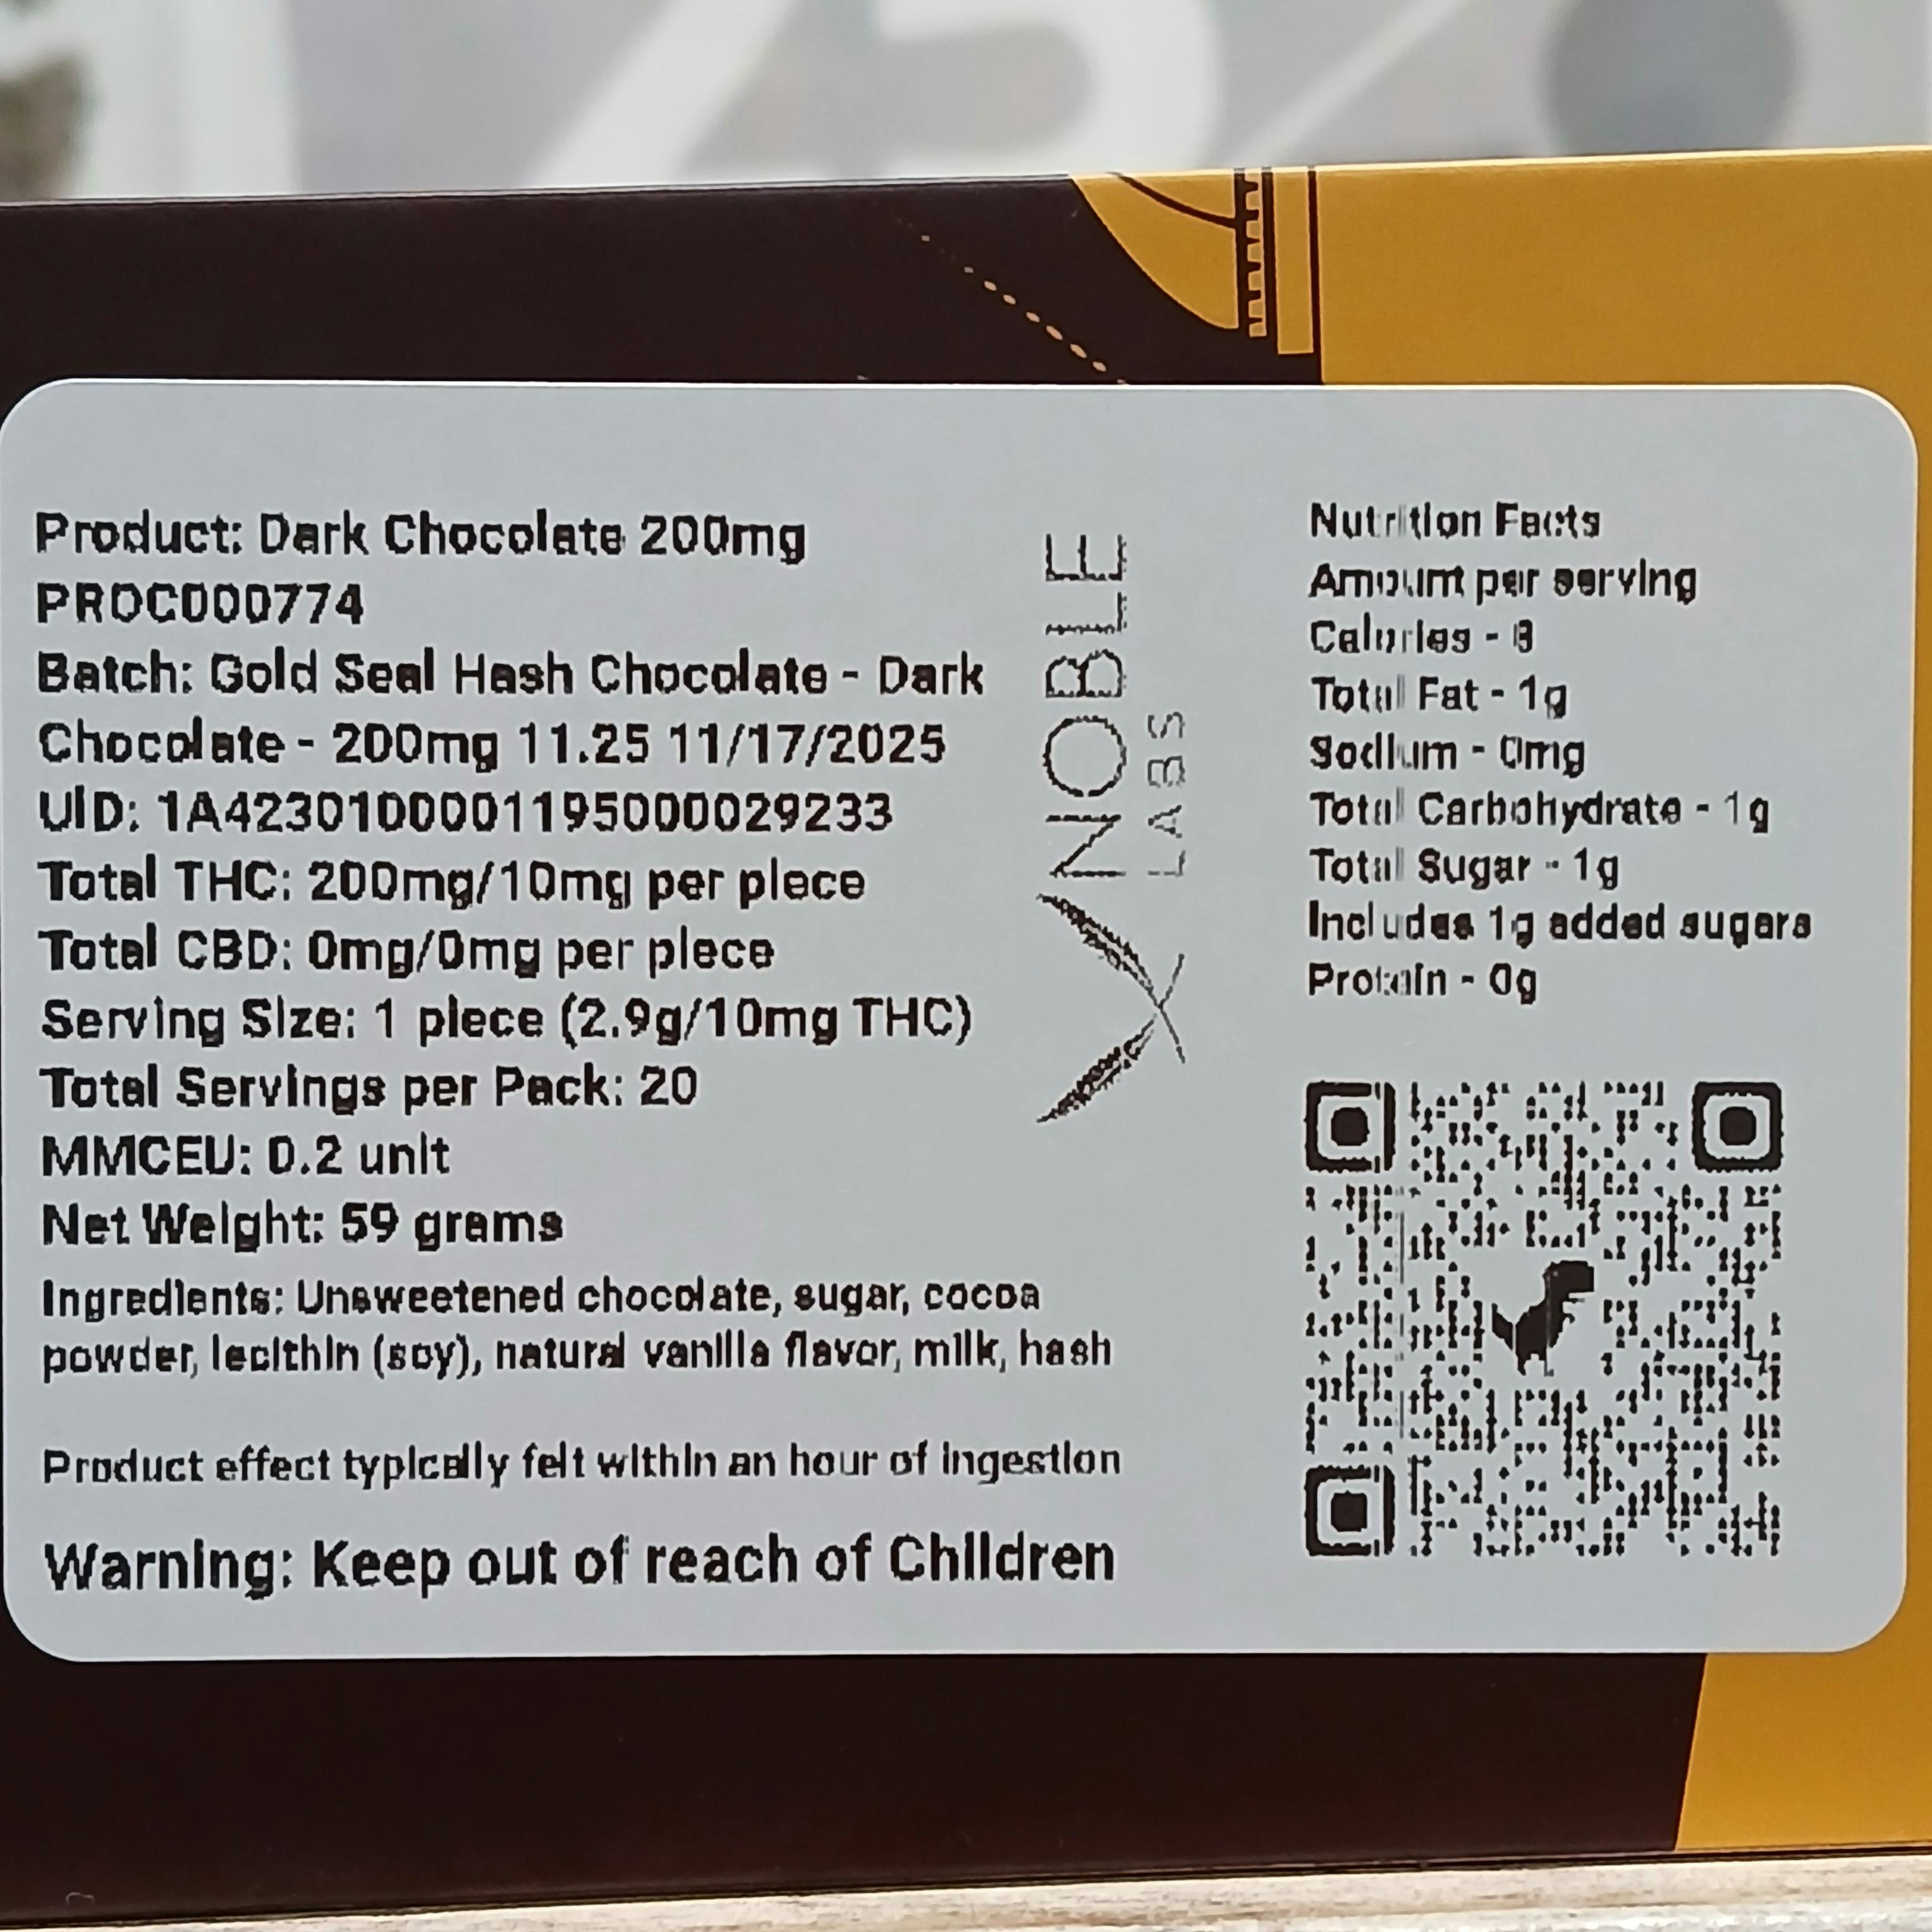 Product: Dark Chocolate 200mg
PROC000774
Batch: Gold Seal Hash Chocolate - Dark
Chocolate - 200mg 11.25 11/17/2025
UID: 1A4230100001195000029233
Total THC: 200mg/10mg per piece
Total CBD: 0mg/0mg per piece
Serving Size: 1 piece (2.9g/10mg THC)
Total Servings per Pack: 20
MMCEU: 0.2 unit
Net Weight: 59 grams
Ingredients: Unsweetened chocolate, sugar, cocoa
powder, lecithin (soy), natural vanilla flavor, milk, hash
Product effect typically felt within an hour of ingestion
Warning: Keep out of reach of Children
NOBLE
LABS
Nutrition Facts
Amount per serving
Calories -
Total Fat - 1g
Sodium - 0mg
Total Carbohydrate - 1g
Total Sugar - 1g
Includes 1g added sugars
Protein - 0g